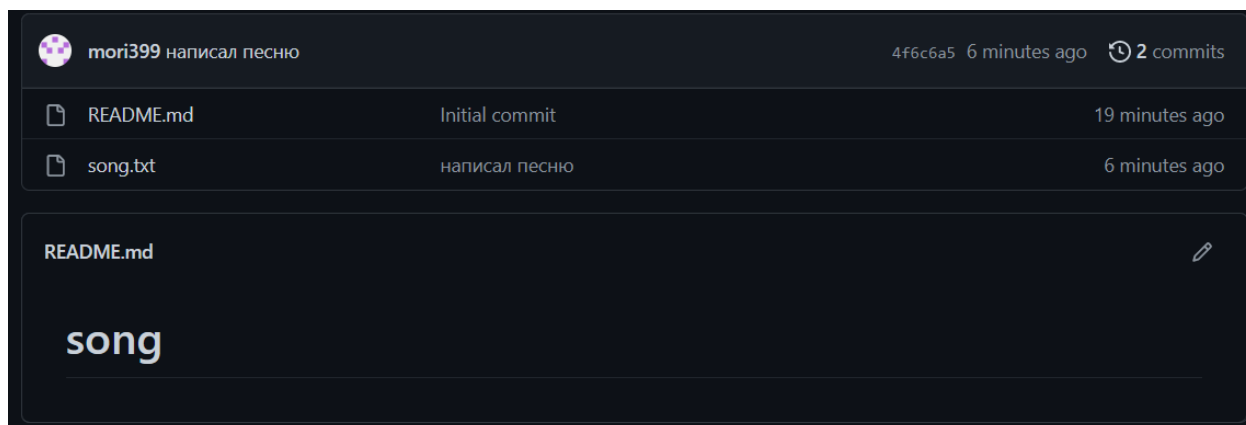 mori399 написал песню 4f6c6a5 6 minutes ago 2 commits
README.md Initial commit 19 minutes ago
song.txt написал песню 6 minutes ago
README.md
song